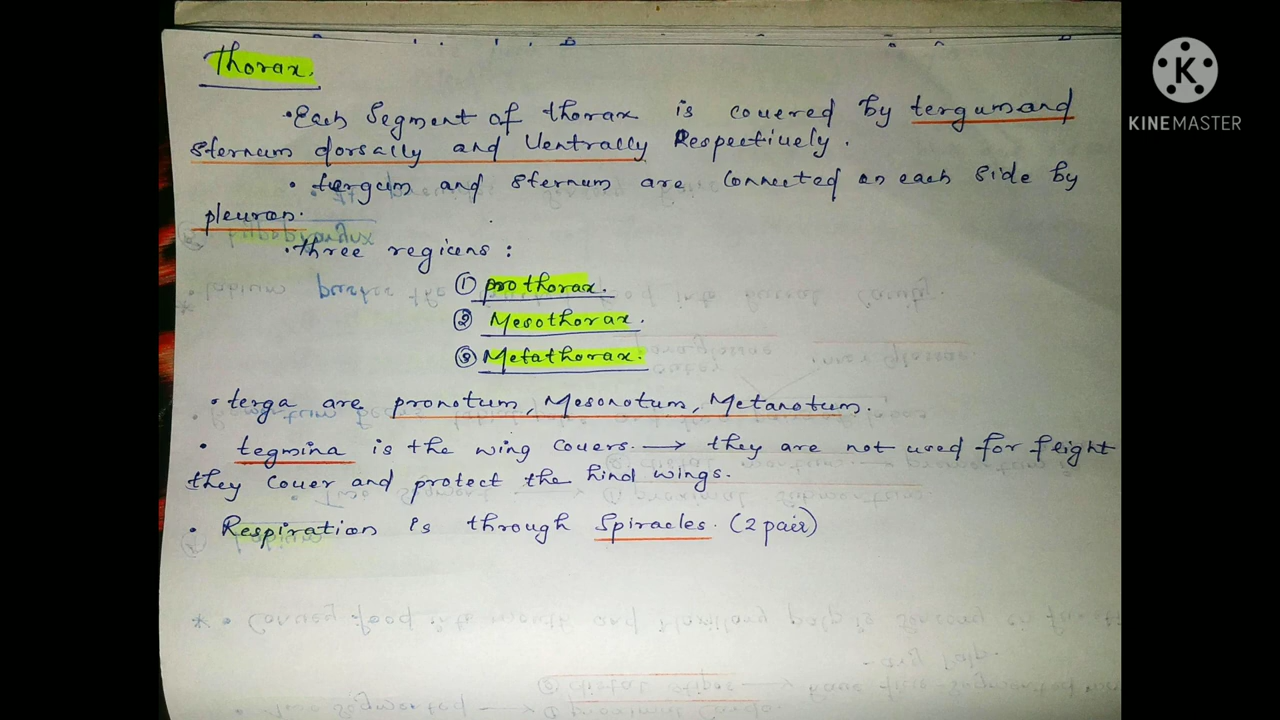 Thorax.
• Each Segment of thorax is covered by tergum and
sternum dorsally and Ventrally Respectively.
• tergum and sternum are connected on each side by
pleuron.
• Three regions:
① prothorax.
② Mesothorax.
③ Metathorax.
• terga are pronotum, Mesonotum, Metanotum.
• tegmina is the wing covers. → they are not used for flight
they cover and protect the hind wings.
• Respiration is through Spiracles. (2 pair)
K
KINEMASTER